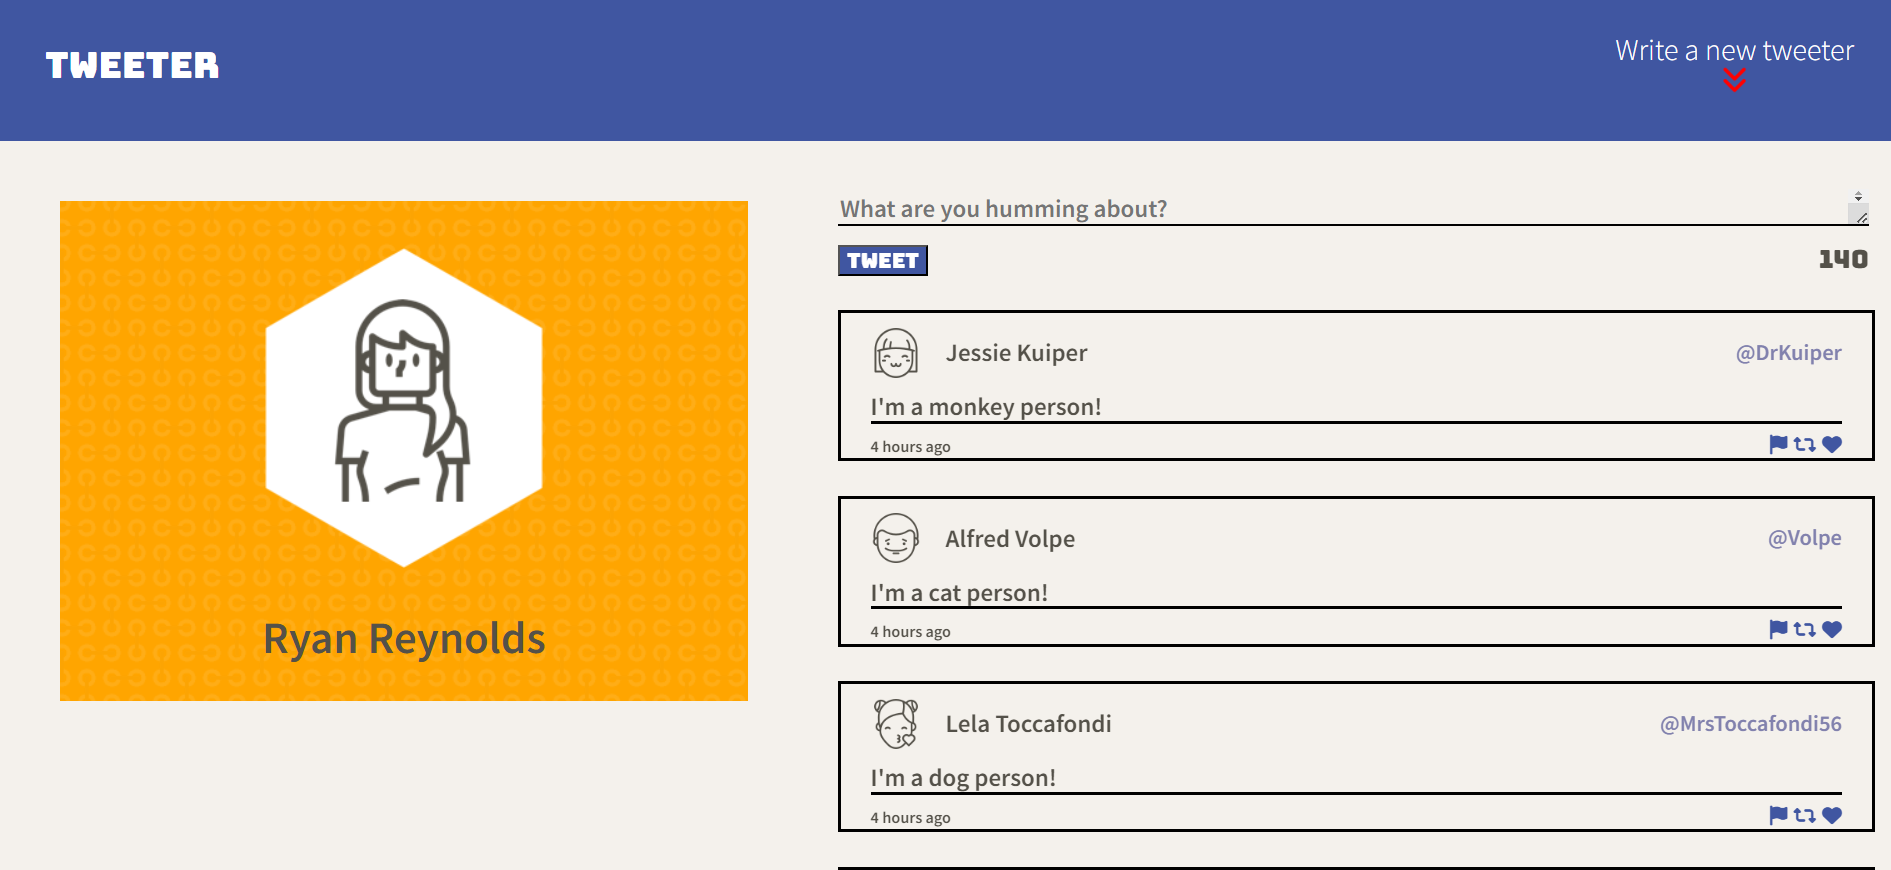 TWEETER
Write a new tweeter
What are you humming about?
TWEET
140
Ryan Reynolds
Jessie Kuiper
@DrKuiper
I'm a monkey person!
4 hours ago
Alfred Volpe
@Volpe
I'm a cat person!
4 hours ago
Lela Toccafondi
@MrsToccafondi56
I'm a dog person!
4 hours ago